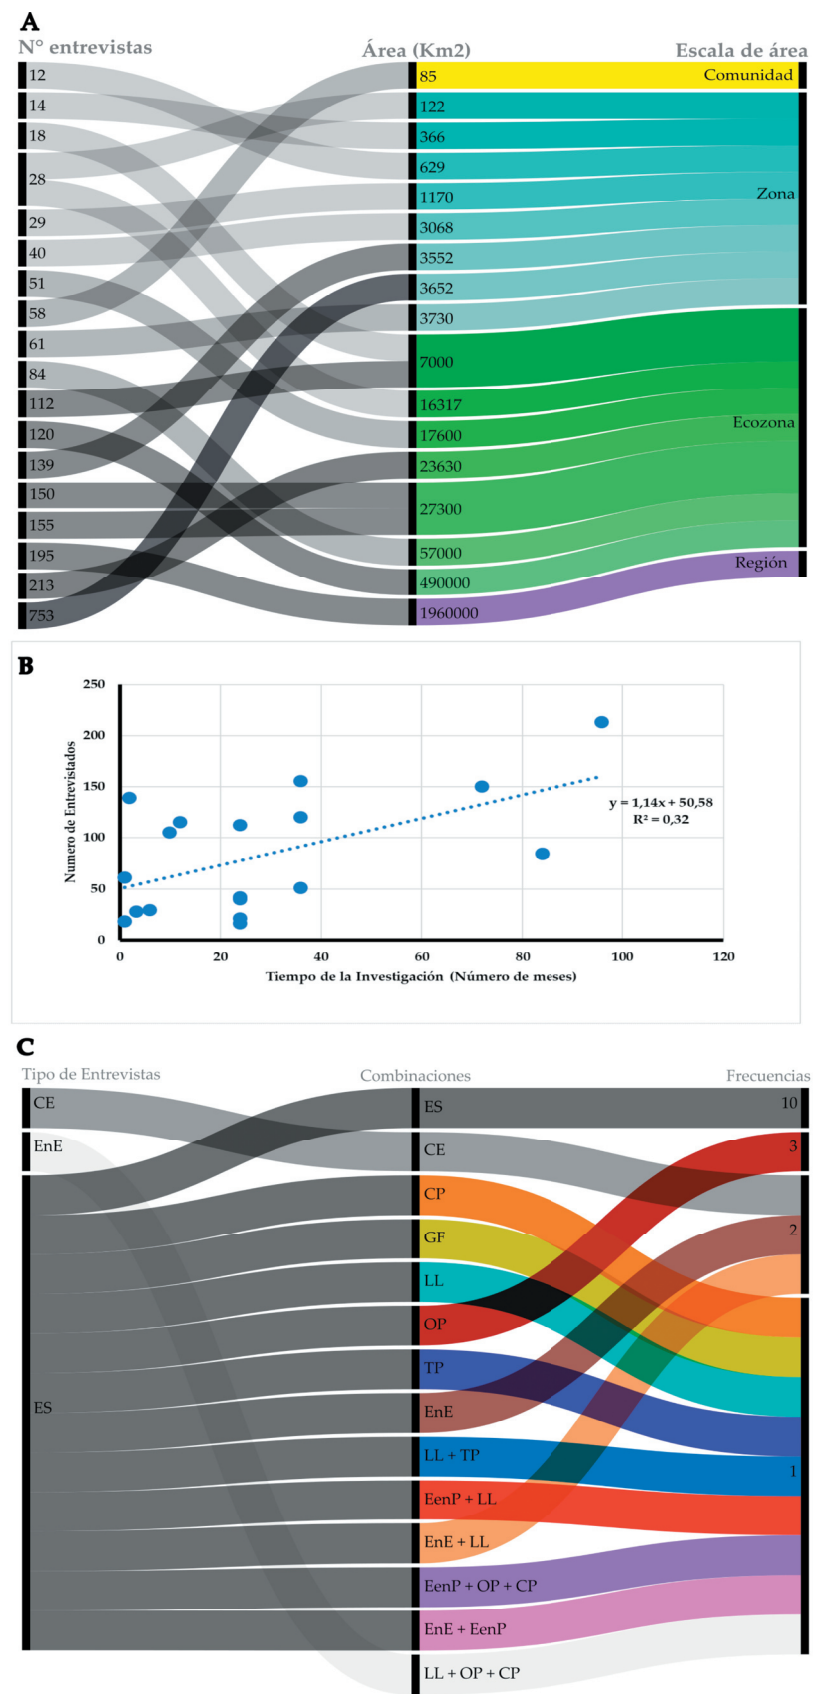 A
N° entrevistas
Área (Km2)
Escala de área
12
14
18
28
29
40
51
58
61
84
112
120
139
150
155
195
213
753
85
122
366
629
1170
3068
3552
3652
3730
7000
16317
17600
23630
27300
57000
490000
1960000
Comunidad
Zona
Ecozona
Región
B
Numero de Entrevistados
250
200
150
100
50
0
y = 1,14x + 50,58
R² = 0,32
0 20 40 60 80 100 120
Tiempo de la Investigación (Número de meses)
C
Tipo de Entrevistas
Combinaciones
Frecuencias
CE
EnE
ES
ES
CE
CP
GF
LL
OP
TP
EnE
LL + TP
EenP + LL
EnE + LL
EenP + OP + CP
EnE + EenP
LL + OP + CP
10
3
2
1